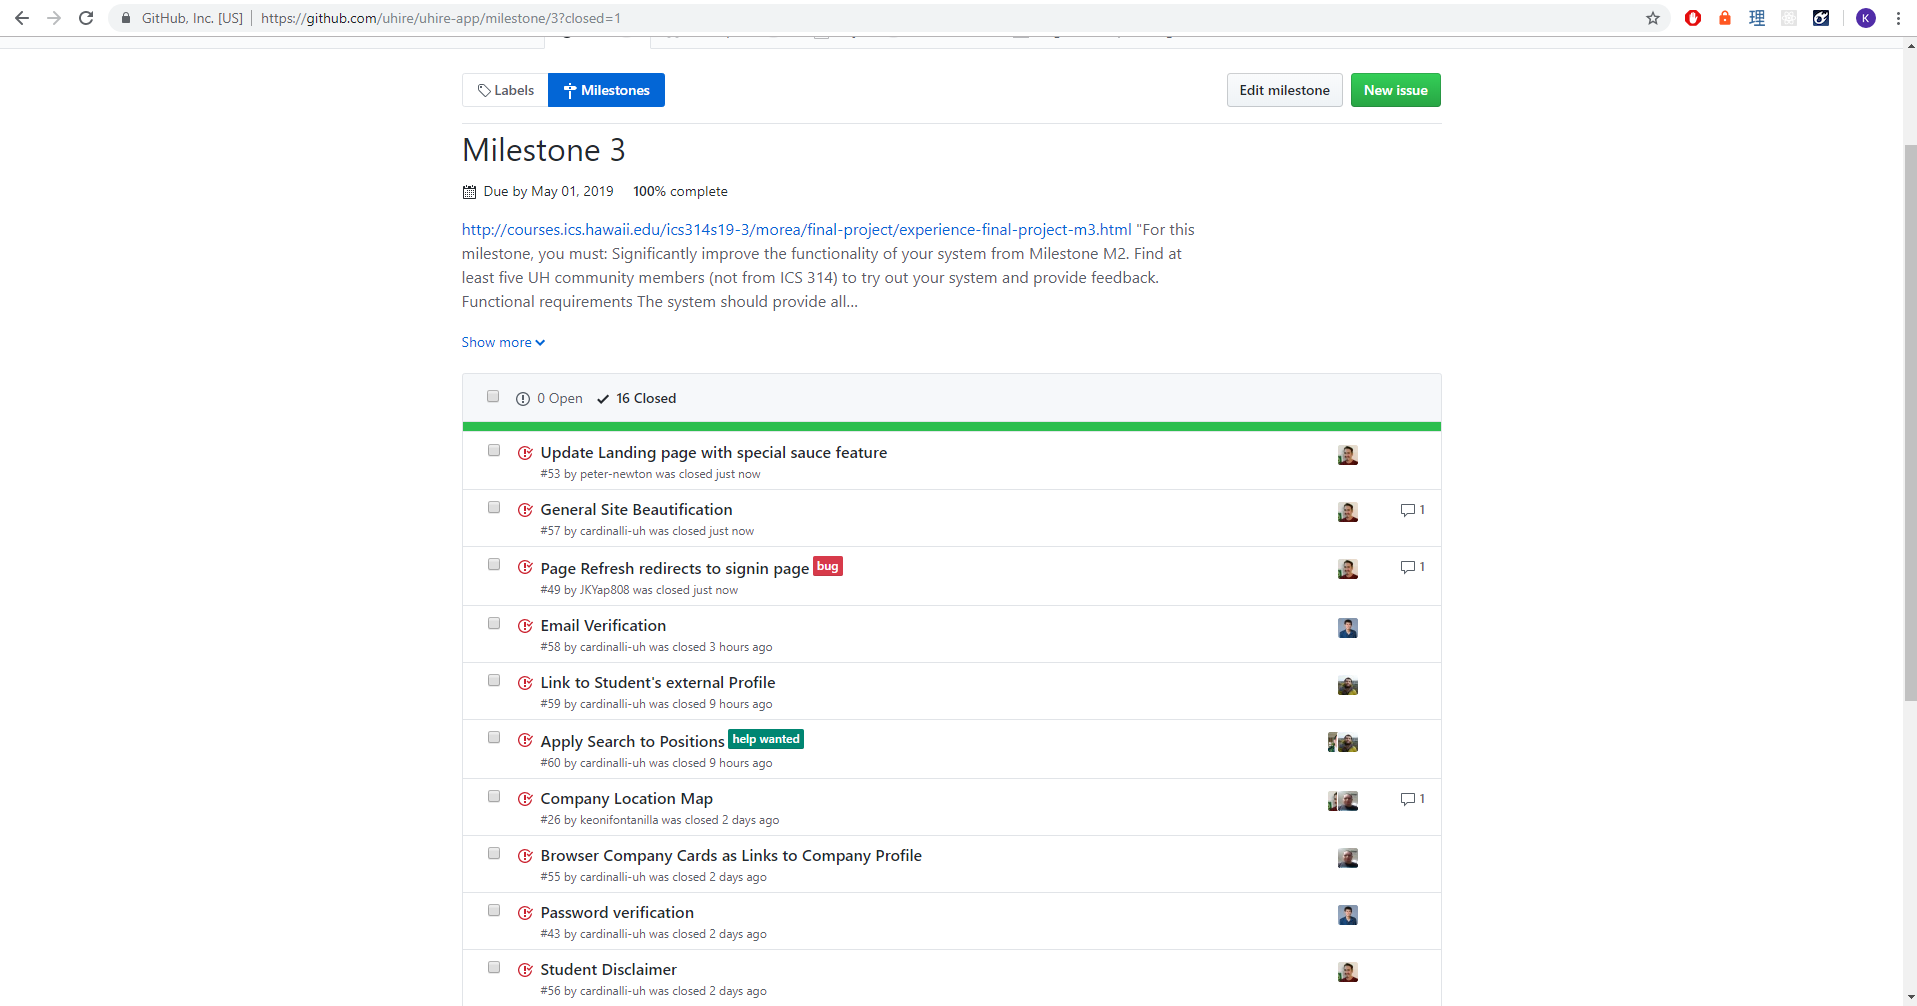 GitHub, Inc. [US] | https://github.com/uhire/uhire-app/milestone/3?closed=1
理
K
Labels
Milestones
Edit milestone
New issue
Milestone 3
Due by May 01, 2019 100% complete
http://courses.ics.hawaii.edu/ics314s19-3/morea/final-project/experience-final-project-m3.html "For this
milestone, you must: Significantly improve the functionality of your system from Milestone M2. Find at
least five UH community members (not from ICS 314) to try out your system and provide feedback.
Functional requirements The system should provide all...
Show more
0 Open 16 Closed
Update Landing page with special sauce feature
#53 by peter-newton was closed just now
General Site Beautification
1
#57 by cardinalli-uh was closed just now
Page Refresh redirects to signin page bug
1
#49 by JKYap808 was closed just now
Email Verification
#58 by cardinalli-uh was closed 3 hours ago
Link to Student's external Profile
#59 by cardinalli-uh was closed 9 hours ago
Apply Search to Positions help wanted
#60 by cardinalli-uh was closed 9 hours ago
Company Location Map
1
#26 by keonifontanilla was closed 2 days ago
Browser Company Cards as Links to Company Profile
#55 by cardinalli-uh was closed 2 days ago
Password verification
#43 by cardinalli-uh was closed 2 days ago
Student Disclaimer
#56 by cardinalli-uh was closed 2 days ago